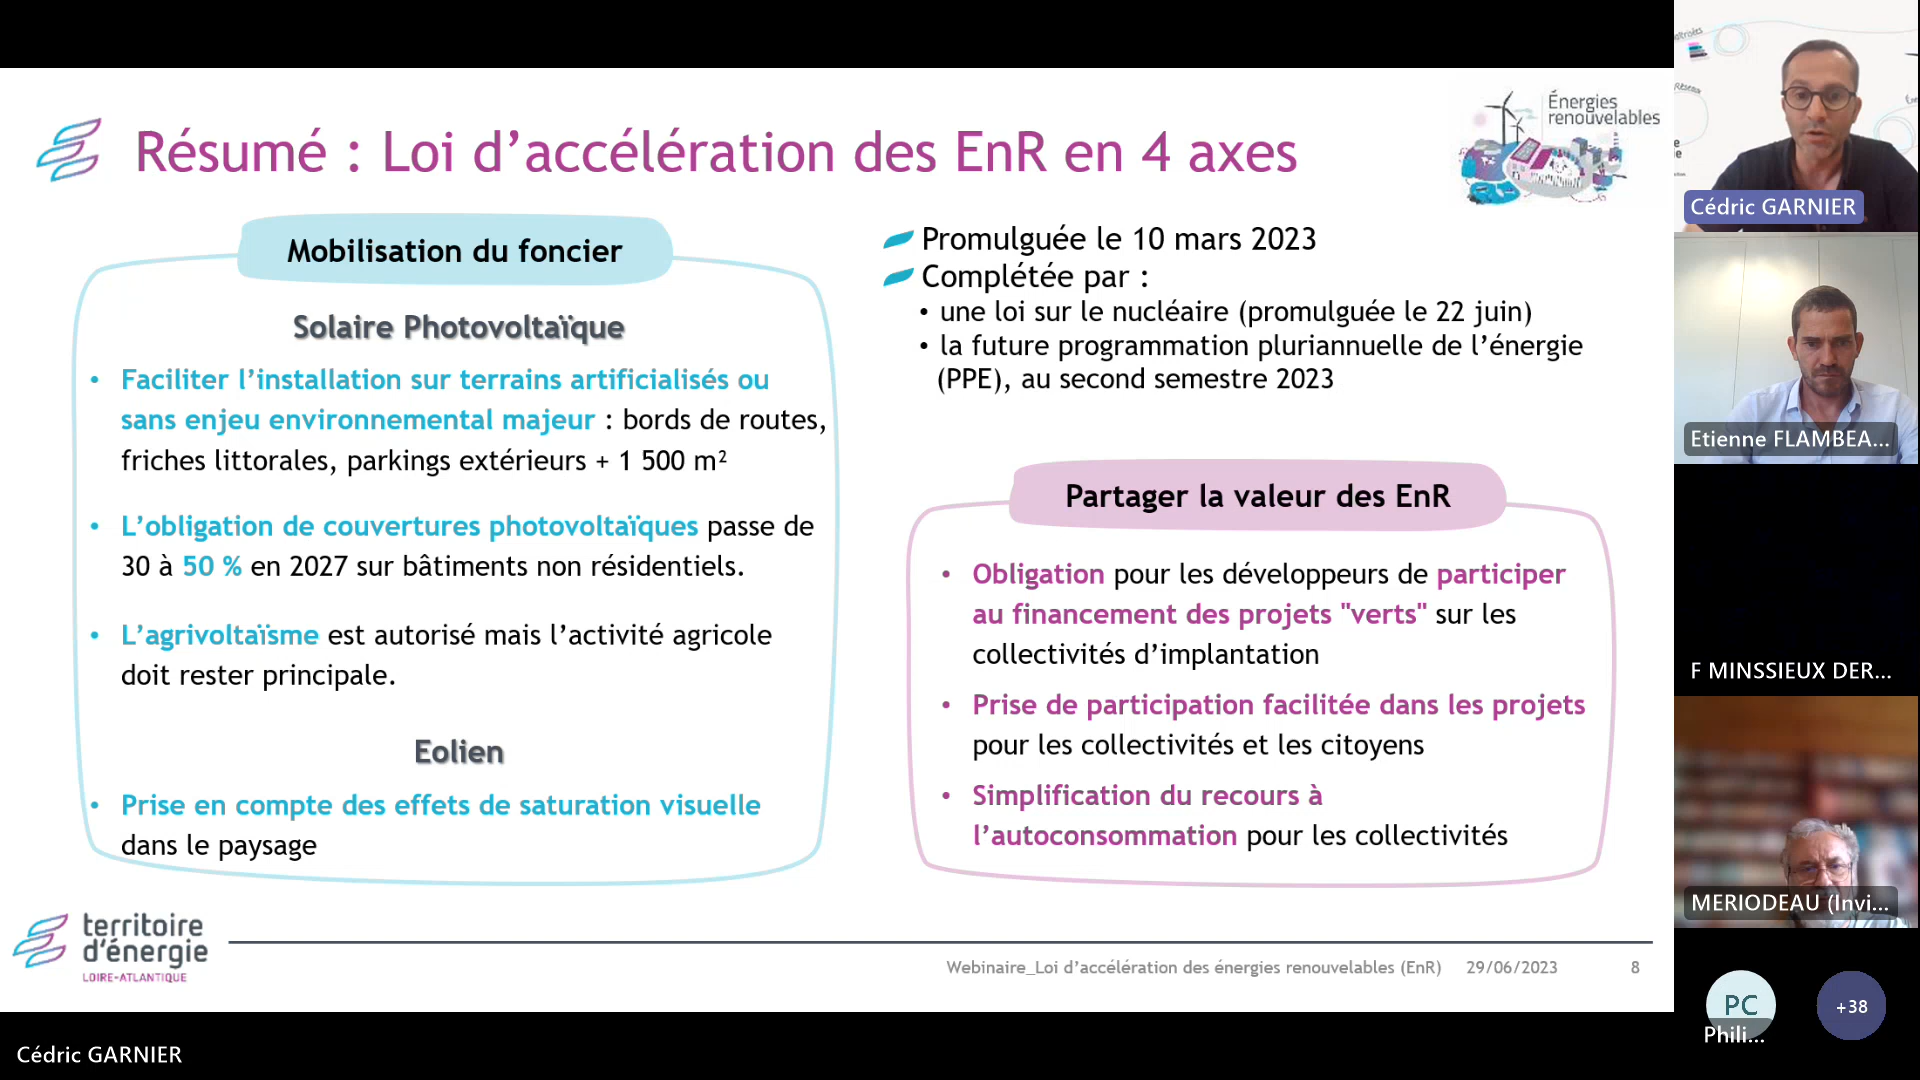 Résumé : Loi d’accélération des EnR en 4 axes
Énergies
renouvelables
Mobilisation du foncier
Solaire Photovoltaïque
• Faciliter l’installation sur terrains artificialisés ou
sans enjeu environnemental majeur : bords de routes,
friches littorales, parkings extérieurs + 1 500 m²
• L’obligation de couvertures photovoltaïques passe de
30 à 50 % en 2027 sur bâtiments non résidentiels.
• L’agrivoltaïsme est autorisé mais l’activité agricole
doit rester principale.
Eolien
• Prise en compte des effets de saturation visuelle
dans le paysage
Promulguée le 10 mars 2023
Complétée par :
• une loi sur le nucléaire (promulguée le 22 juin)
• la future programmation pluriannuelle de l’énergie
(PPE), au second semestre 2023
Partager la valeur des EnR
• Obligation pour les développeurs de participer
au financement des projets "verts" sur les
collectivités d’implantation
• Prise de participation facilitée dans les projets
pour les collectivités et les citoyens
• Simplification du recours à
l’autoconsommation pour les collectivités
territoire
d’énergie
LOIRE-ATLANTIQUE
Webinaire_Loi d’accélération des énergies renouvelables (EnR) 29/06/2023 8
Cédric GARNIER
Cédric GARNIER
Etienne FLAMBEA...
F MINSSIEUX DER...
MERIODEAU (Invi...
PC
Phili...
+38